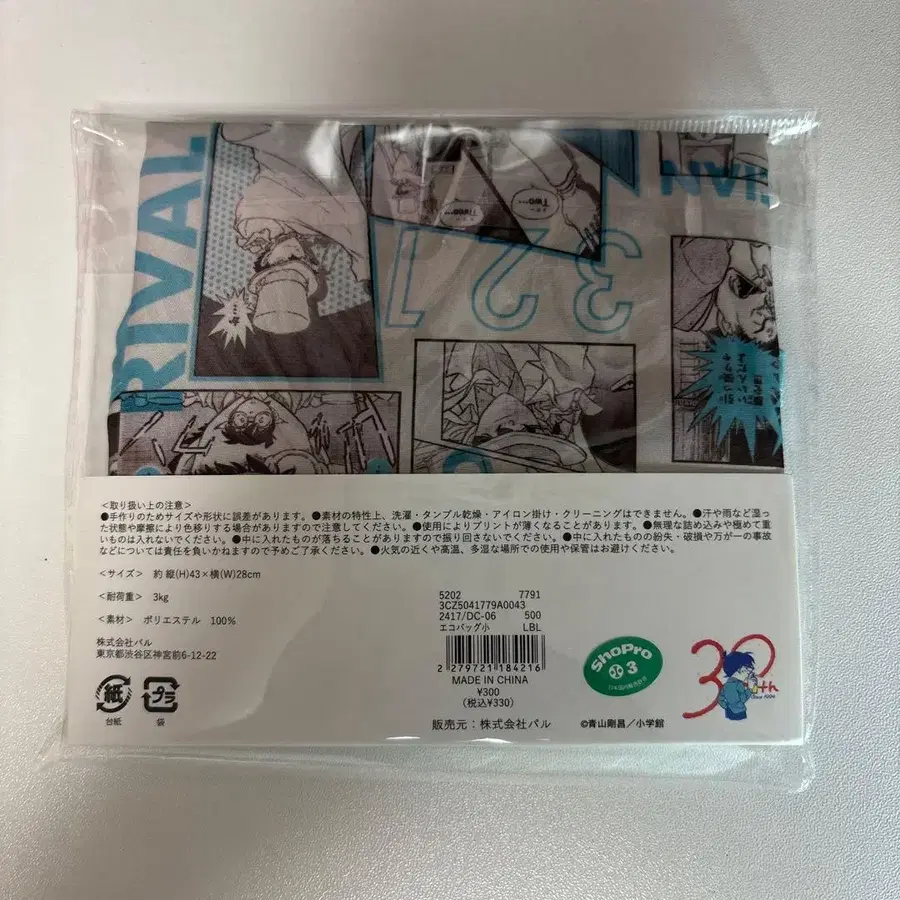 RIVAL
NVII
Two…
Two…
321
＜取り扱い上の注意＞
●手作りのためサイズや形状に誤差があります。●素材の特性上、洗濯・タンブル乾燥・アイロン掛け・クリーニングはできません。●汗や雨など湿っ
た状態や摩擦により色移りする場合がありますので注意してください。●使用によりプリントが薄くなることがあります。●無理な詰め込みや極めて重
いものは入れないでください。●中に入れたものが落ちることがありますので振り回さないでください。●中に入れたものの紛失・破損や万が一の事故
などについては責任を負いかねますので予めご了承ください。●火気の近くや高温、多湿な場所での使用や保管はお避けください。
＜サイズ＞ 約 縦(H)43×横(W)28cm
＜耐荷重＞ 3kg
＜素材＞ ポリエステル 100%
株式会社パル
東京都渋谷区神宮前6-12-22
紙
台紙
プラ
袋
5202 7791
3CZ5041779A0043
2417/DC-06 500
エコバッグ小 LBL
2 279721 184216
MADE IN CHINA
¥300
(税込¥330)
販売元：株式会社パル
ShoPro
3
©青山剛昌／小学館
30th
Since 1994